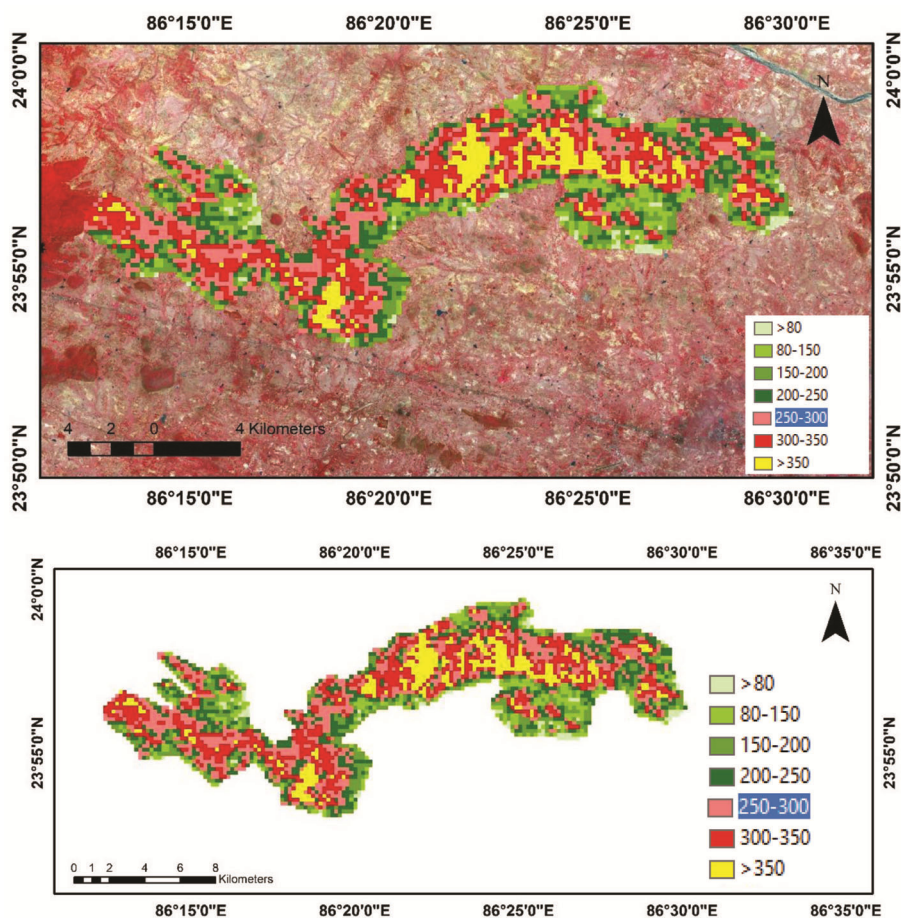 86°15'0"E 86°20'0"E 86°25'0"E 86°30'0"E
24°0'0"N 24°0'0"N
N
23°55'0"N 23°55'0"N
>80
80-150
150-200
200-250
250-300
300-350
>350
4 2 0 4 Kilometers
23°50'0"N 23°50'0"N
86°15'0"E 86°20'0"E 86°25'0"E 86°30'0"E
86°15'0"E 86°20'0"E 86°25'0"E 86°30'0"E 86°35'0"E
24°0'0"N
N
>80
80-150
150-200
200-250
250-300
300-350
>350
23°55'0"N 23°55'0"N
0 1 2 4 6 8
Kilometers
86°15'0"E 86°20'0"E 86°25'0"E 86°30'0"E 86°35'0"E